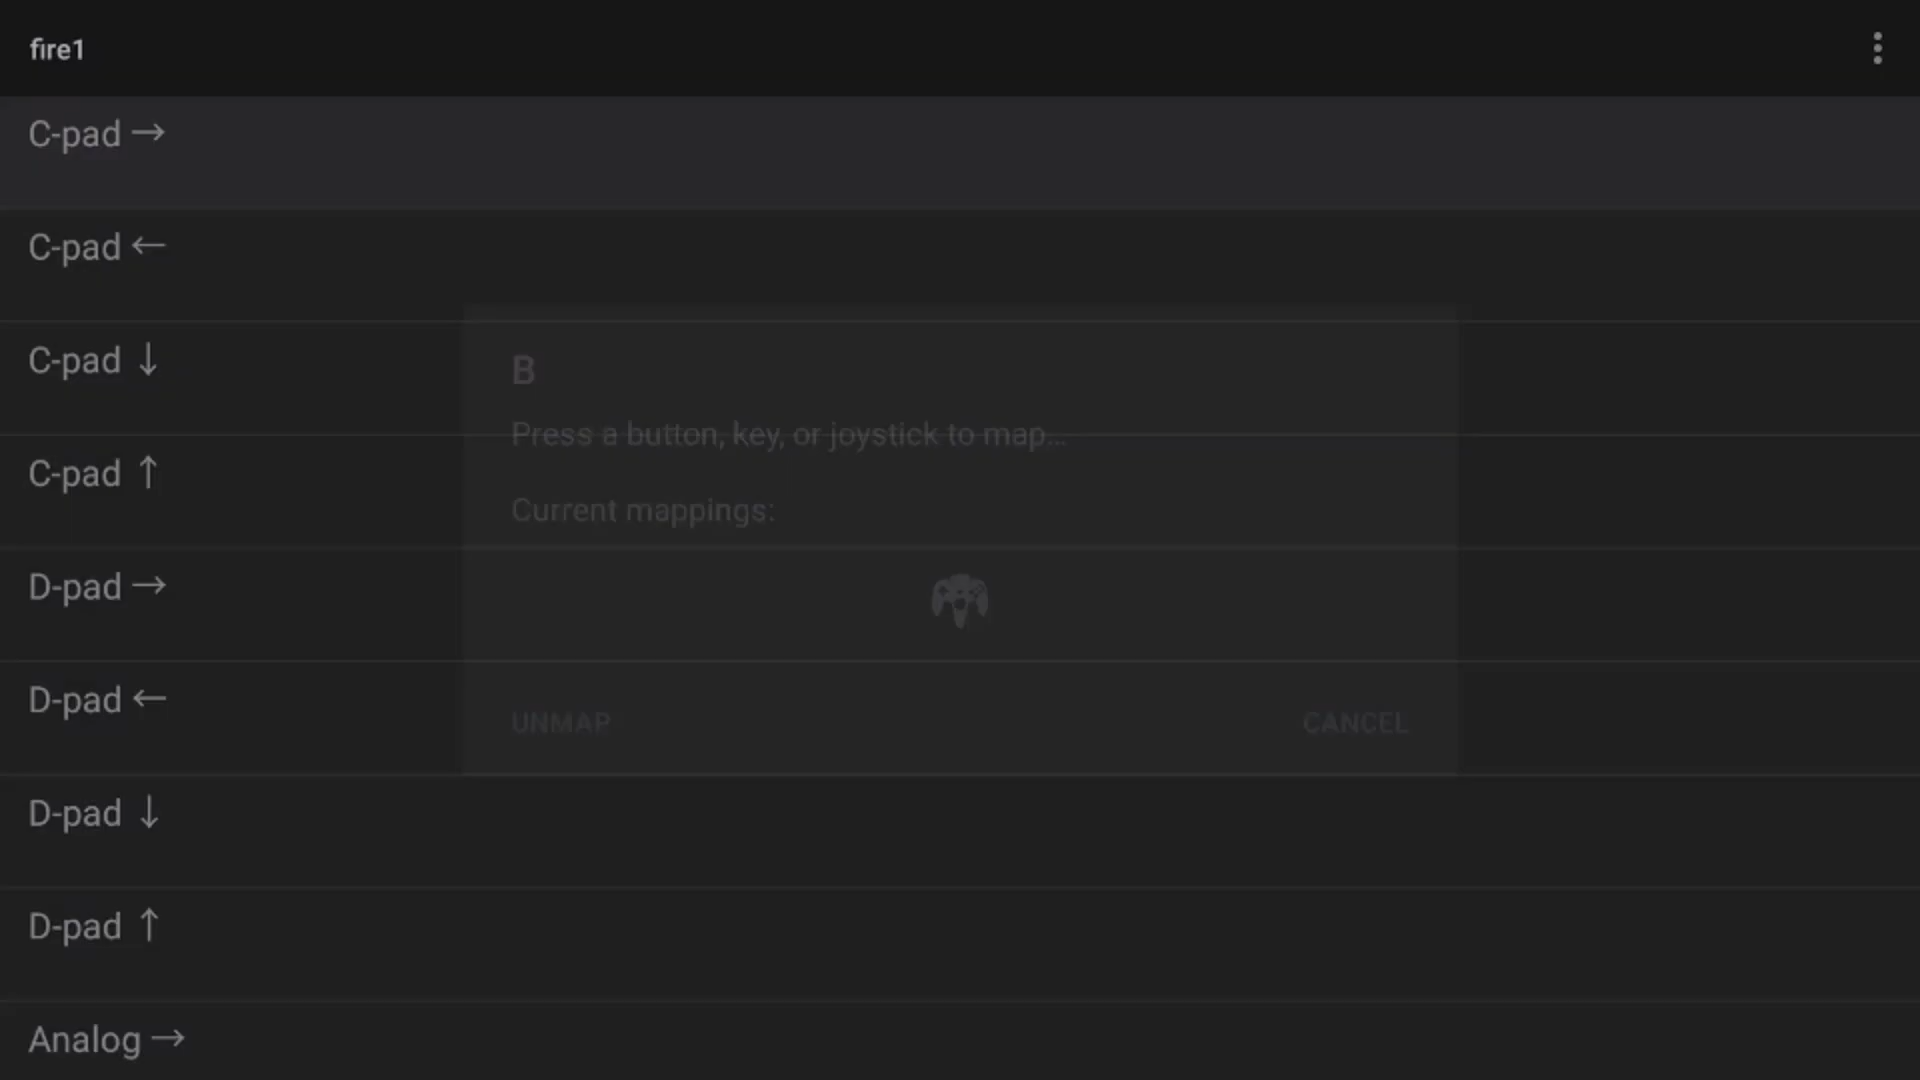 fire1
C-pad →
C-pad ←
C-pad ↓
C-pad ↑
D-pad →
D-pad ←
D-pad ↓
D-pad ↑
Analog →
B
Press a button, key, or joystick to map...
Current mappings:
UNMAP
CANCEL